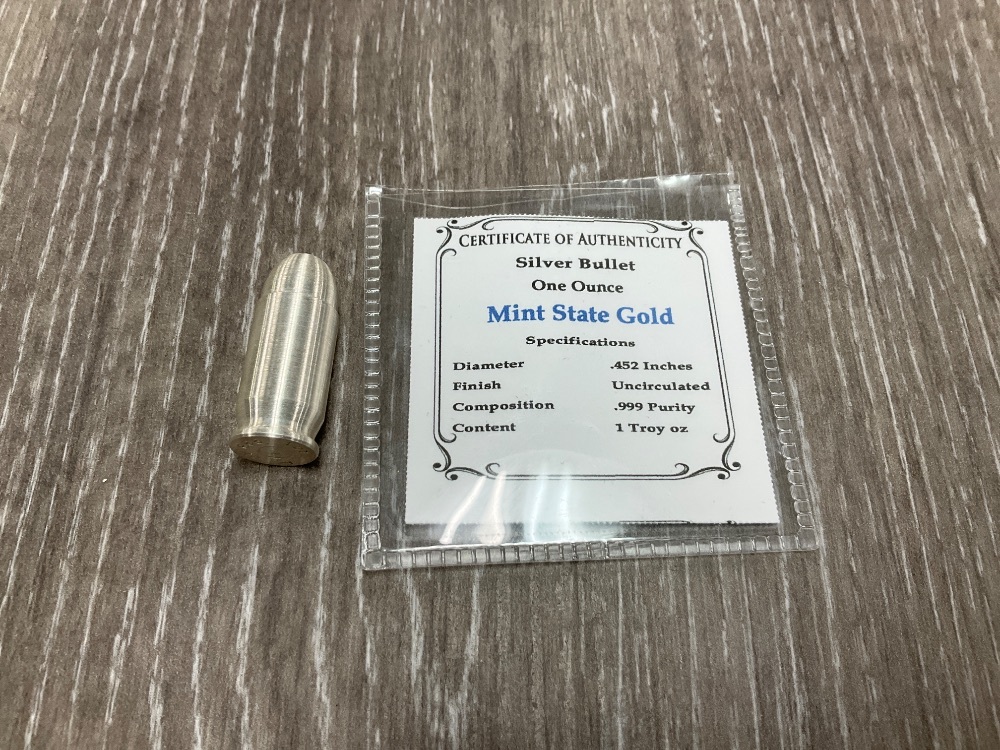 CERTIFICATE OF AUTHENTICITY
Silver Bullet
One Ounce
Mint State Gold
Specifications
Diameter .452 Inches
Finish Uncirculated
Composition .999 Purity
Content 1 Troy oz